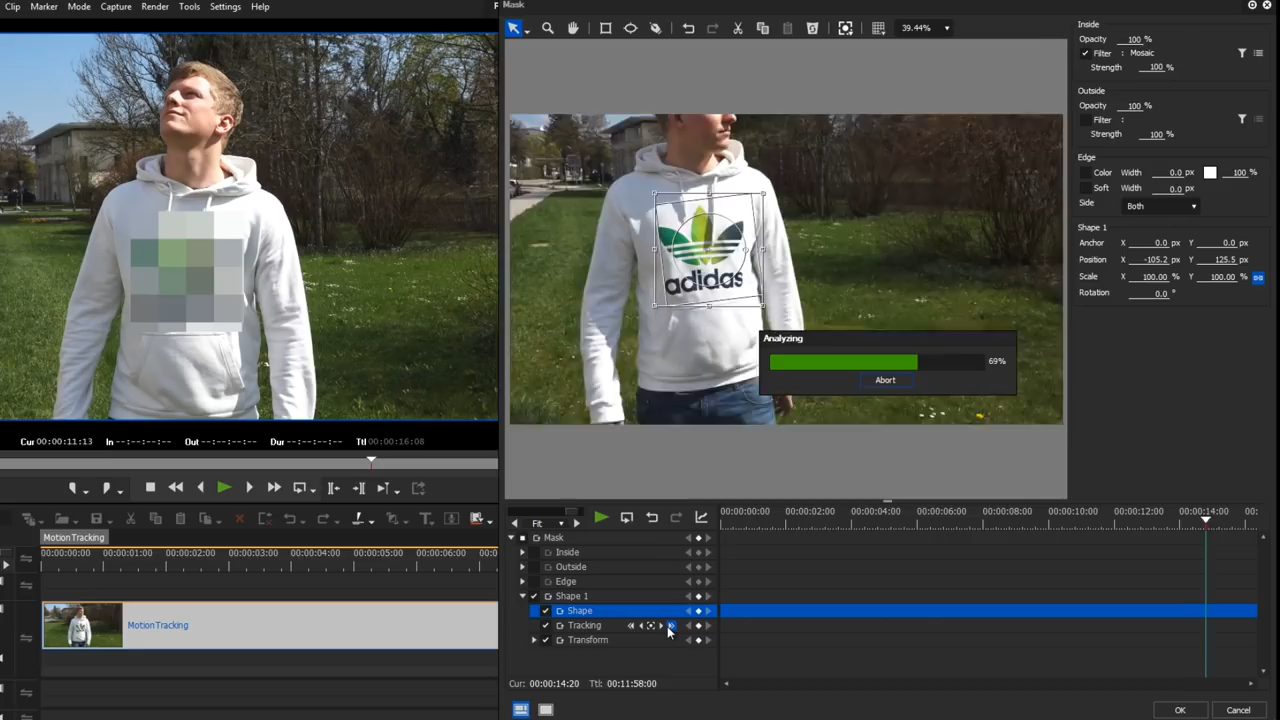 Clip Marker Mode Capture Render Tools Settings Help
Mask
39.44%
Inside
Opacity 100 %
Filter : Mosaic
Strength 100 %
Outside
Opacity 100 %
Filter :
Strength 100 %
Edge
Color Width 0.0 px 100 %
Soft Width 0.0 px
Side Both
Shape 1
Anchor X 0.0 px Y 0.0 px
Position X -105.2 px Y 125.5 px
Scale X 100.00 % Y 100.00 %
Rotation 0.0 °
adidas
Analyzing
69%
Abort
Cur 00:00:11:13 In --:--:--:-- Out --:--:--:-- Dur --:--:--:-- Ttl 00:00:16:08
Fit
00:00:00:00 00:00:02:00 00:00:04:00 00:00:06:00 00:00:08:00 00:00:10:00 00:00:12:00 00:00:14:00 00:
Mask
Inside
Outside
Edge
Shape 1
Shape
Tracking
Transform
Cur: 00:00:14:20 Ttl: 00:11:58:00
OK Cancel
MotionTracking
00:00:00:00 00:00:01:00 00:00:02:00 00:00:03:00 00:00:04:00 00:00:05:00 00:00:06:00
MotionTracking